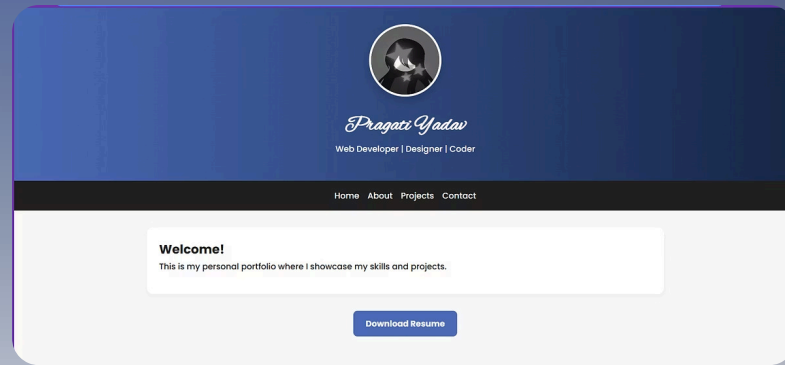 Pragati Yadav
Web Developer | Designer | Coder
Home About Projects Contact
Welcome!
This is my personal portfolio where I showcase my skills and projects.
Download Resume